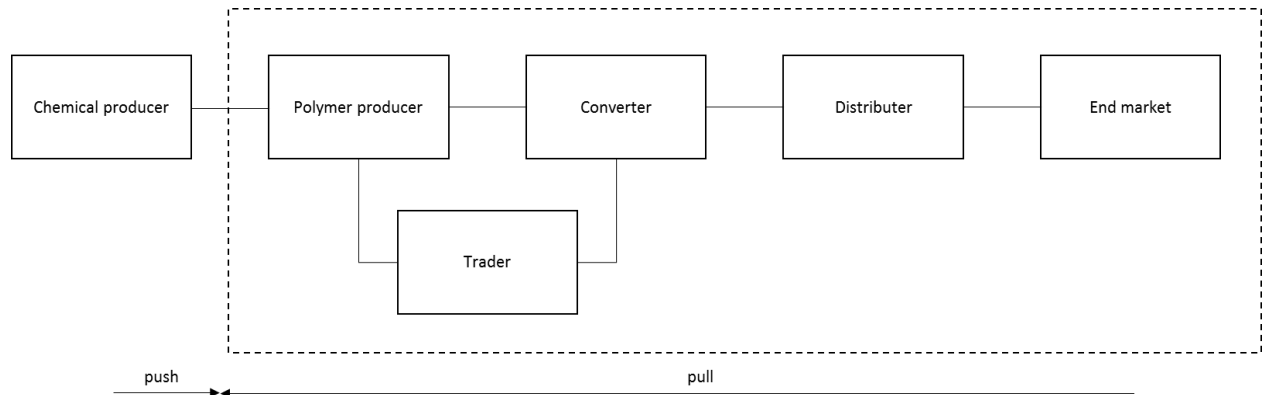 Chemical producer
Polymer producer
Converter
Distributer
End market
Trader
push
pull